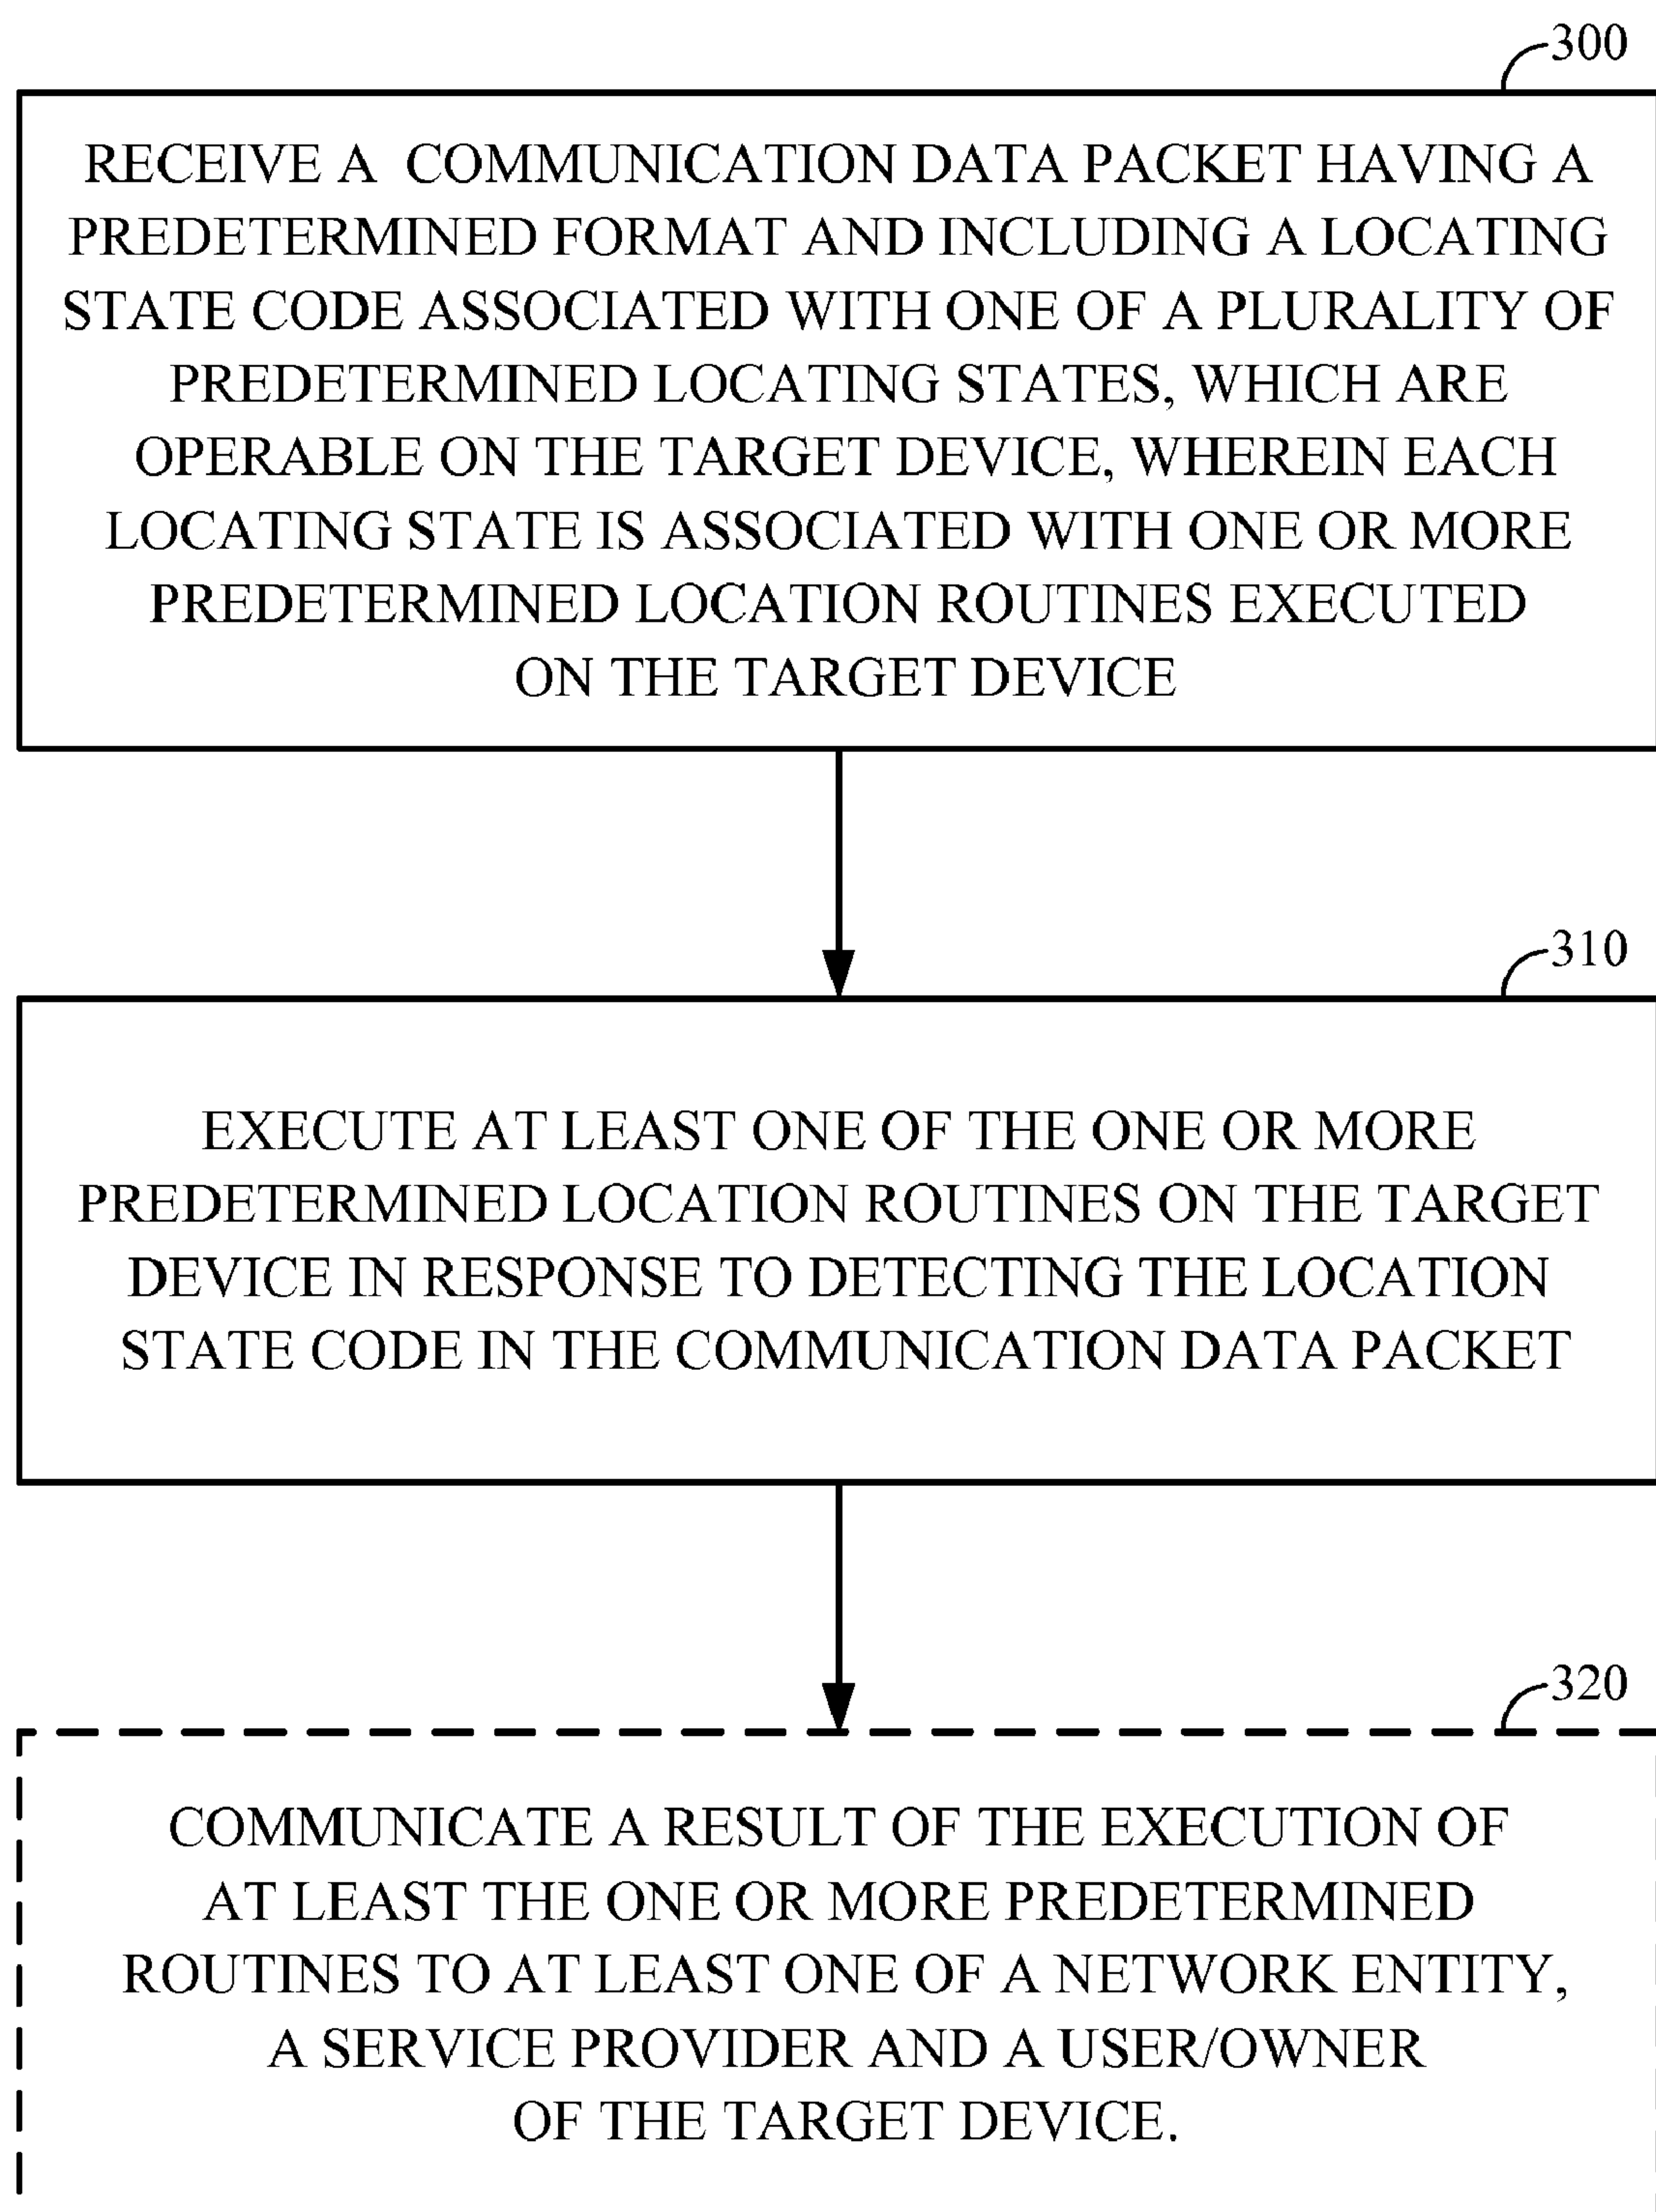 300
RECEIVE A COMMUNICATION DATA PACKET HAVING A
PREDETERMINED FORMAT AND INCLUDING A LOCATING
STATE CODE ASSOCIATED WITH ONE OF A PLURALITY OF
PREDETERMINED LOCATING STATES, WHICH ARE
OPERABLE ON THE TARGET DEVICE, WHEREIN EACH
LOCATING STATE IS ASSOCIATED WITH ONE OR MORE
PREDETERMINED LOCATION ROUTINES EXECUTED
ON THE TARGET DEVICE
310
EXECUTE AT LEAST ONE OF THE ONE OR MORE
PREDETERMINED LOCATION ROUTINES ON THE TARGET
DEVICE IN RESPONSE TO DETECTING THE LOCATION
STATE CODE IN THE COMMUNICATION DATA PACKET
320
COMMUNICATE A RESULT OF THE EXECUTION OF
AT LEAST THE ONE OR MORE PREDETERMINED
ROUTINES TO AT LEAST ONE OF A NETWORK ENTITY,
A SERVICE PROVIDER AND A USER/OWNER
OF THE TARGET DEVICE.